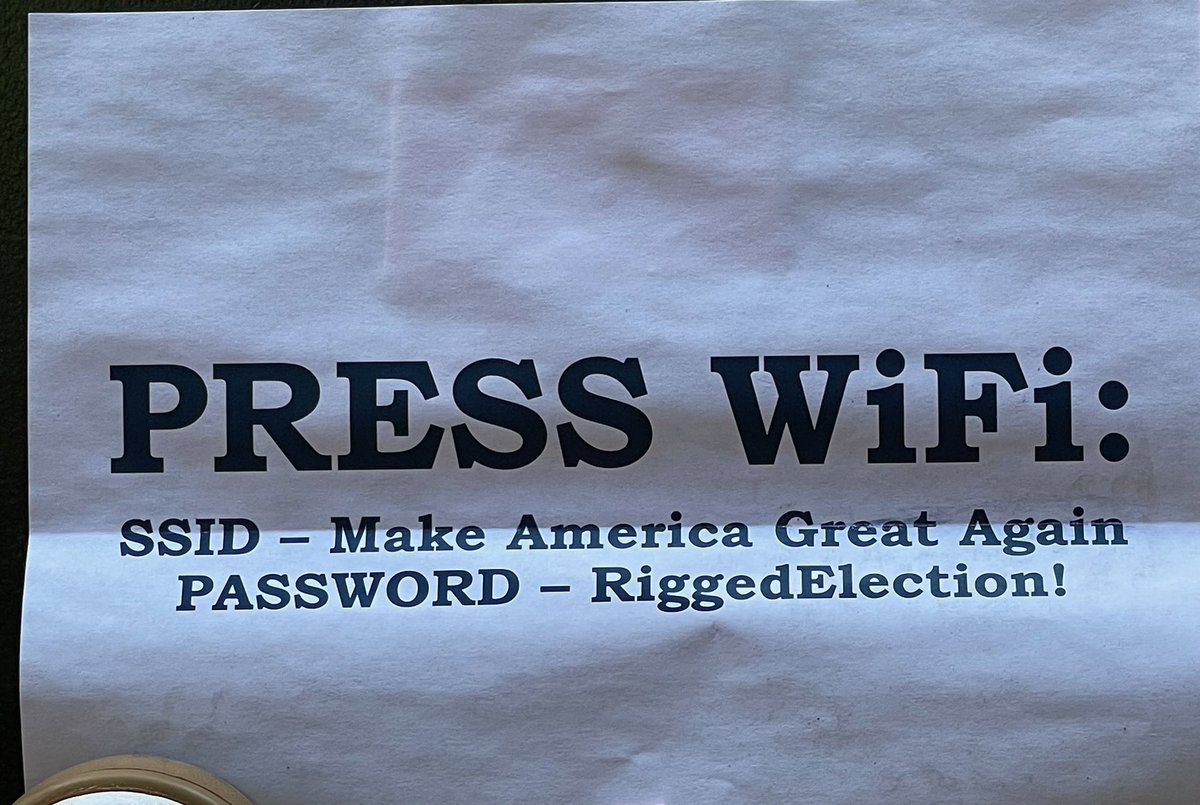 PRESS WiFi:
SSID – Make America Great Again
PASSWORD – RiggedElection!